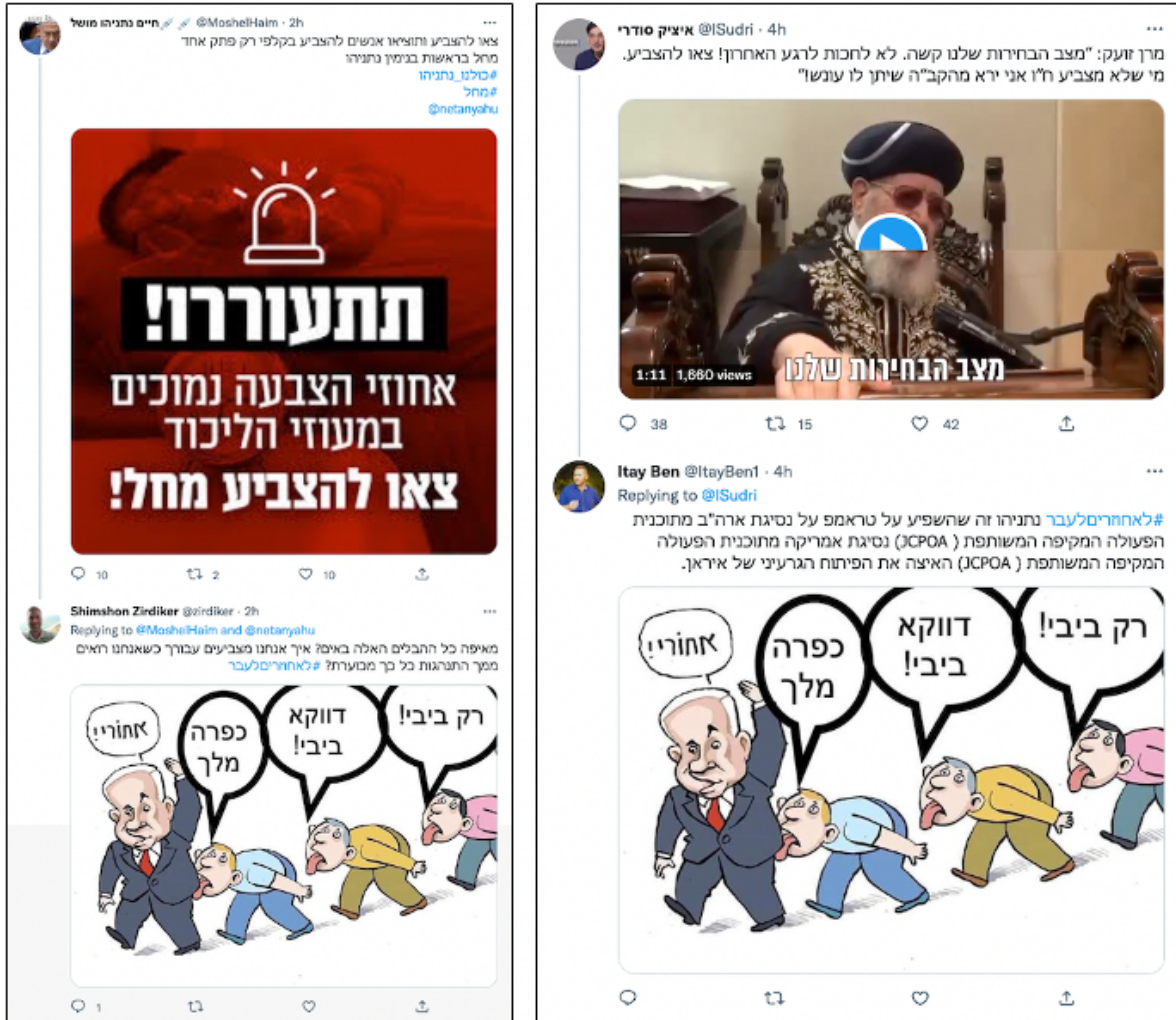 חיים נתניהו מושל @MoshelHaim · 2h
צאו להצביע ותוציאו אנשים להצביע בקלפי רק פתק אחד
מחל בראשות בנימין נתניהו
#כולנו_נתניהו
#מחל
@netanyahu
תתעוררו!
אחוזי הצבעה נמוכים
במעוזי הליכוד
צאו להצביע מחל!
10 2 10
Shimshon Zirdiker @zirdiker · 2h
Replying to @MoshelHaim and @netanyahu
מאיפה כל ההבלים האלה באים? איך אנחנו מצביעים עבורך כשאנחנו רואים
ממך התנהגות כל כך מכוערת? #לאחוזריםלעבר
רק ביבי!
דווקא
ביבי!
כפרה
מלך
אחורי!
1
איציק סודרי @ISudri · 4h
מרן זועק: "מצב הבחירות שלנו קשה. לא לחכות לרגע האחרון! צאו להצביע.
מי שלא מצביע ח"ו אני ירא מהקב"ה שיתן לו עונש!"
מצב הבחירות שלנו
1:11 1,660 views
38 15 42
Itay Ben @ItayBen1 · 4h
Replying to @ISudri
#לאחוזריםלעבר נתניהו זה שהשפיע על טראמפ על נסיגת ארה"ב מתוכנית
הפעולה המקיפה המשותפת ( JCPOA) נסיגת אמריקה מתוכנית הפעולה
המקיפה המשותפת ( JCPOA) האיצה את הפיתוח הגרעיני של איראן.
רק ביבי!
דווקא
ביבי!
כפרה
מלך
אחורי!